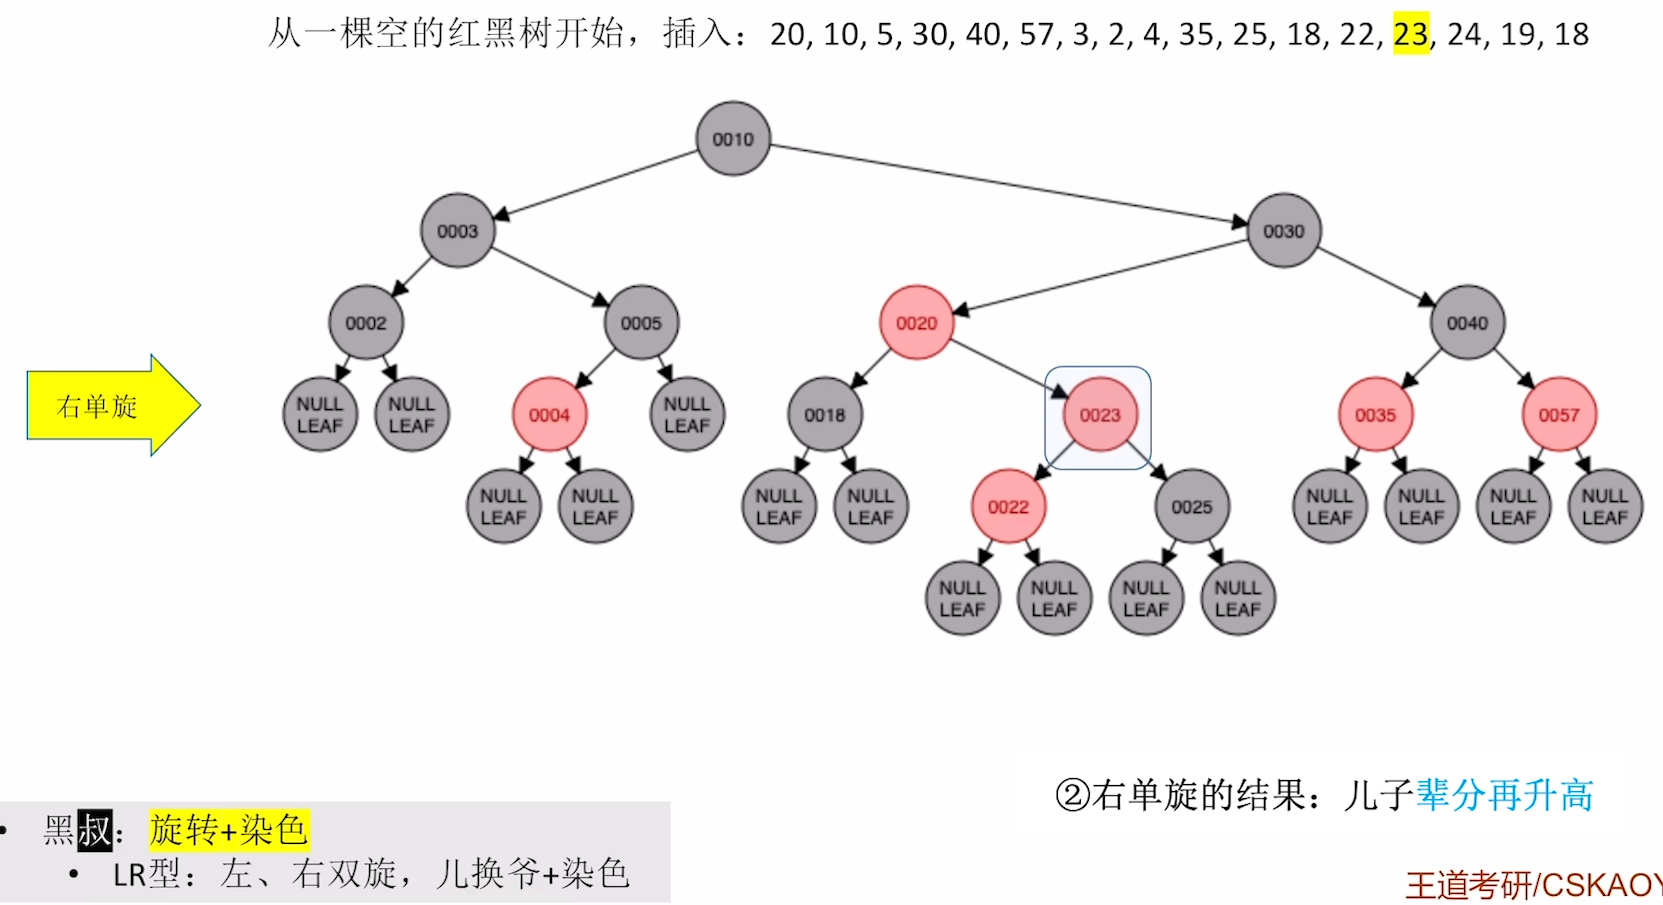 从一棵空的红黑树开始，插入：20, 10, 5, 30, 40, 57, 3, 2, 4, 35, 25, 18, 22, 23, 24, 19, 18
0010
0003
0030
0002
0005
0020
0040
右单旋
NULL LEAF
NULL LEAF
0004
NULL LEAF
0018
0023
0035
0057
NULL LEAF
NULL LEAF
NULL LEAF
NULL LEAF
0022
0025
NULL LEAF
NULL LEAF
NULL LEAF
NULL LEAF
NULL LEAF
NULL LEAF
NULL LEAF
NULL LEAF
②右单旋的结果：儿子辈分再升高
• 黑叔：旋转+染色
• LR型：左、右双旋，儿换爷+染色
王道考研/CSKAOY